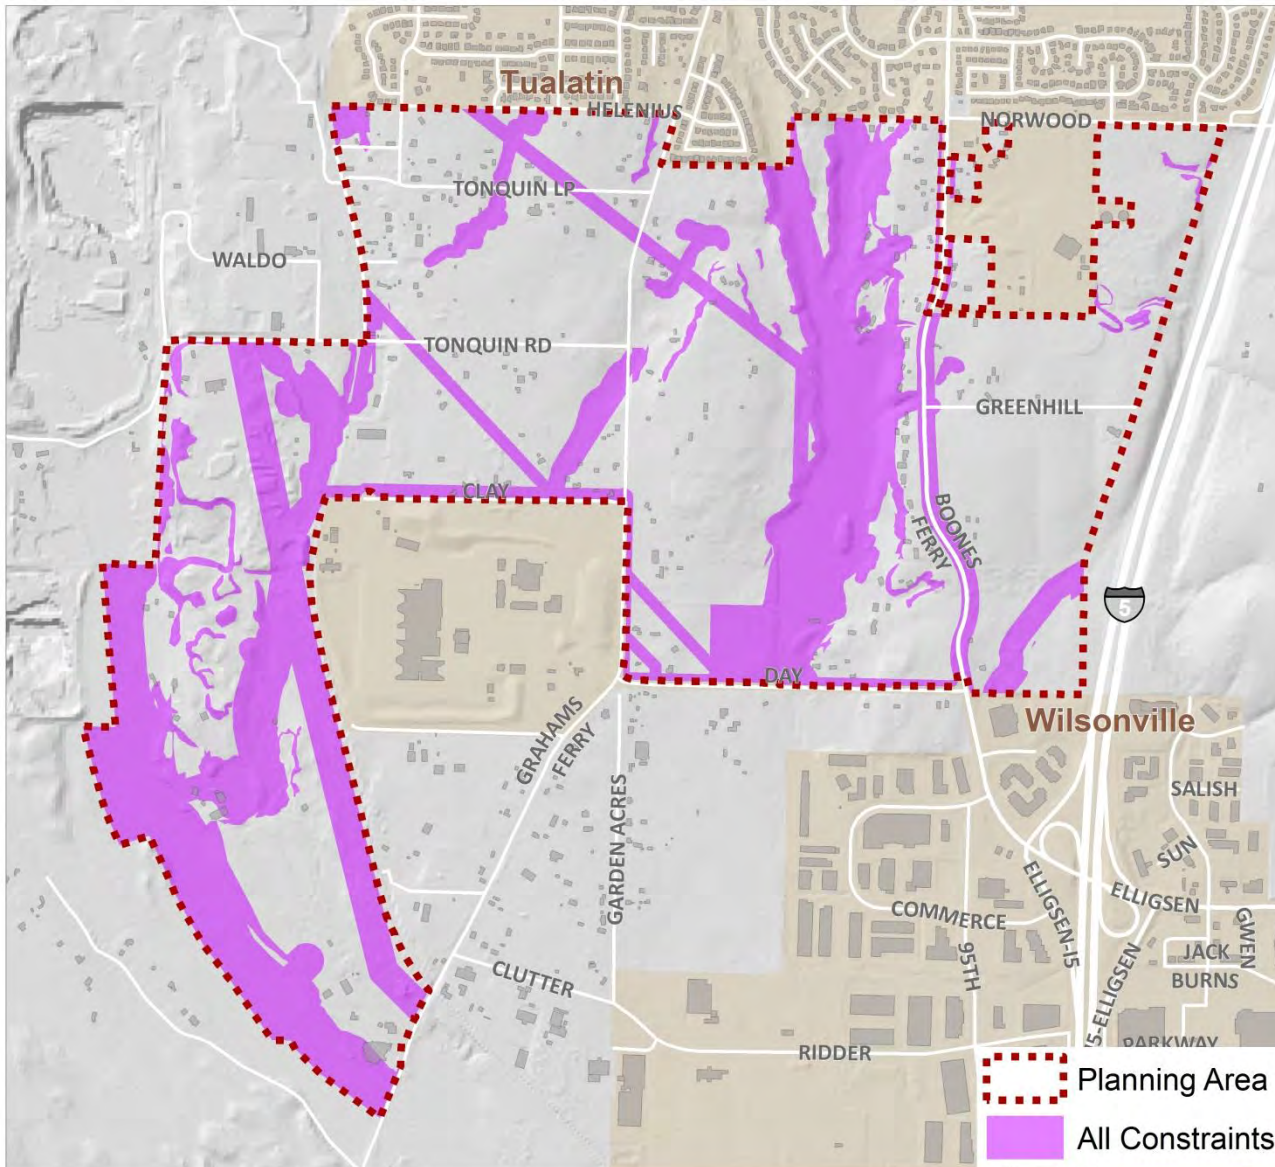 Tualatin
HELENIUS
NORWOOD
TONQUIN LP
WALDO
TONQUIN RD
GREENHILL
CLAY
BOONES
FERRY
5
DAY
Wilsonville
GRAHAMS
FERRY
GARDEN ACRES
SALISH
SUN
ELLIGSEN
ELLIGSEN-I5
COMMERCE
GWEN
95TH
JACK
BURNS
CLUTTER
5-ELLIGSEN
RIDDER
PARKWAY
Planning Area
All Constraints